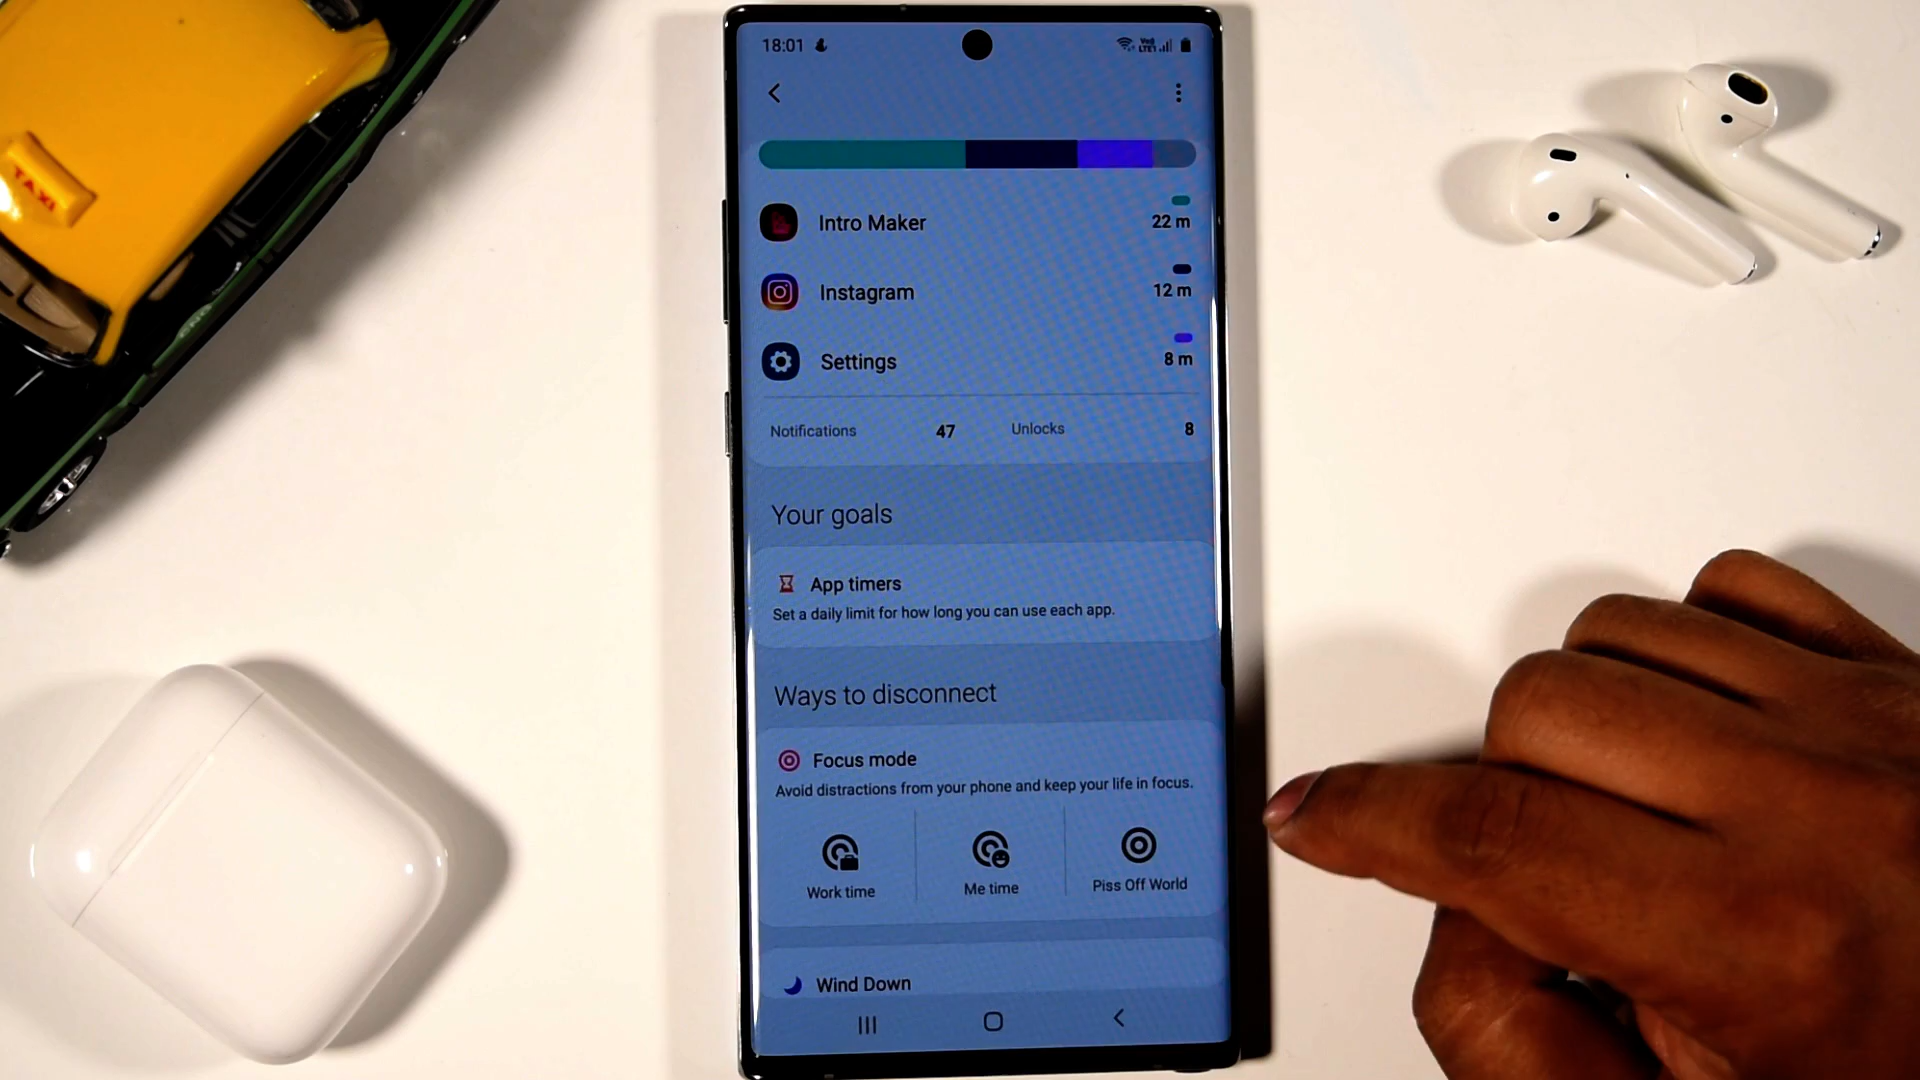 TAXI
18:01
Vo)) LTE1
Intro Maker
22 m
Instagram
12 m
Settings
8 m
Notifications 47 Unlocks 8
Your goals
App timers
Set a daily limit for how long you can use each app.
Ways to disconnect
Focus mode
Avoid distractions from your phone and keep your life in focus.
Work time
Me time
Piss Off World
Wind Down